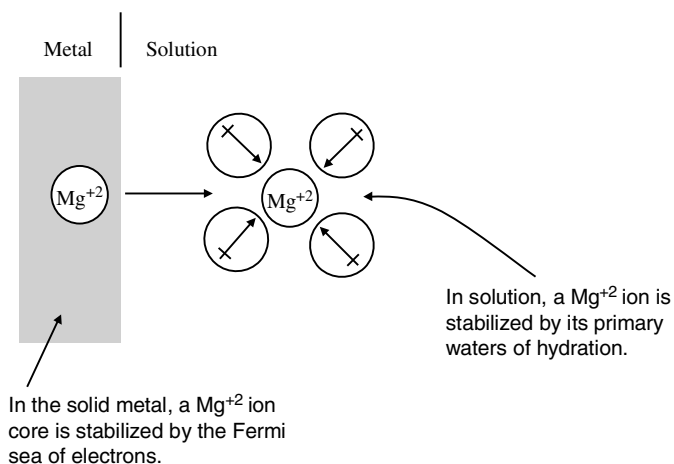 Metal
Solution
Mg+2
Mg+2
In solution, a Mg+2 ion is
stabilized by its primary
waters of hydration.
In the solid metal, a Mg+2 ion
core is stabilized by the Fermi
sea of electrons.